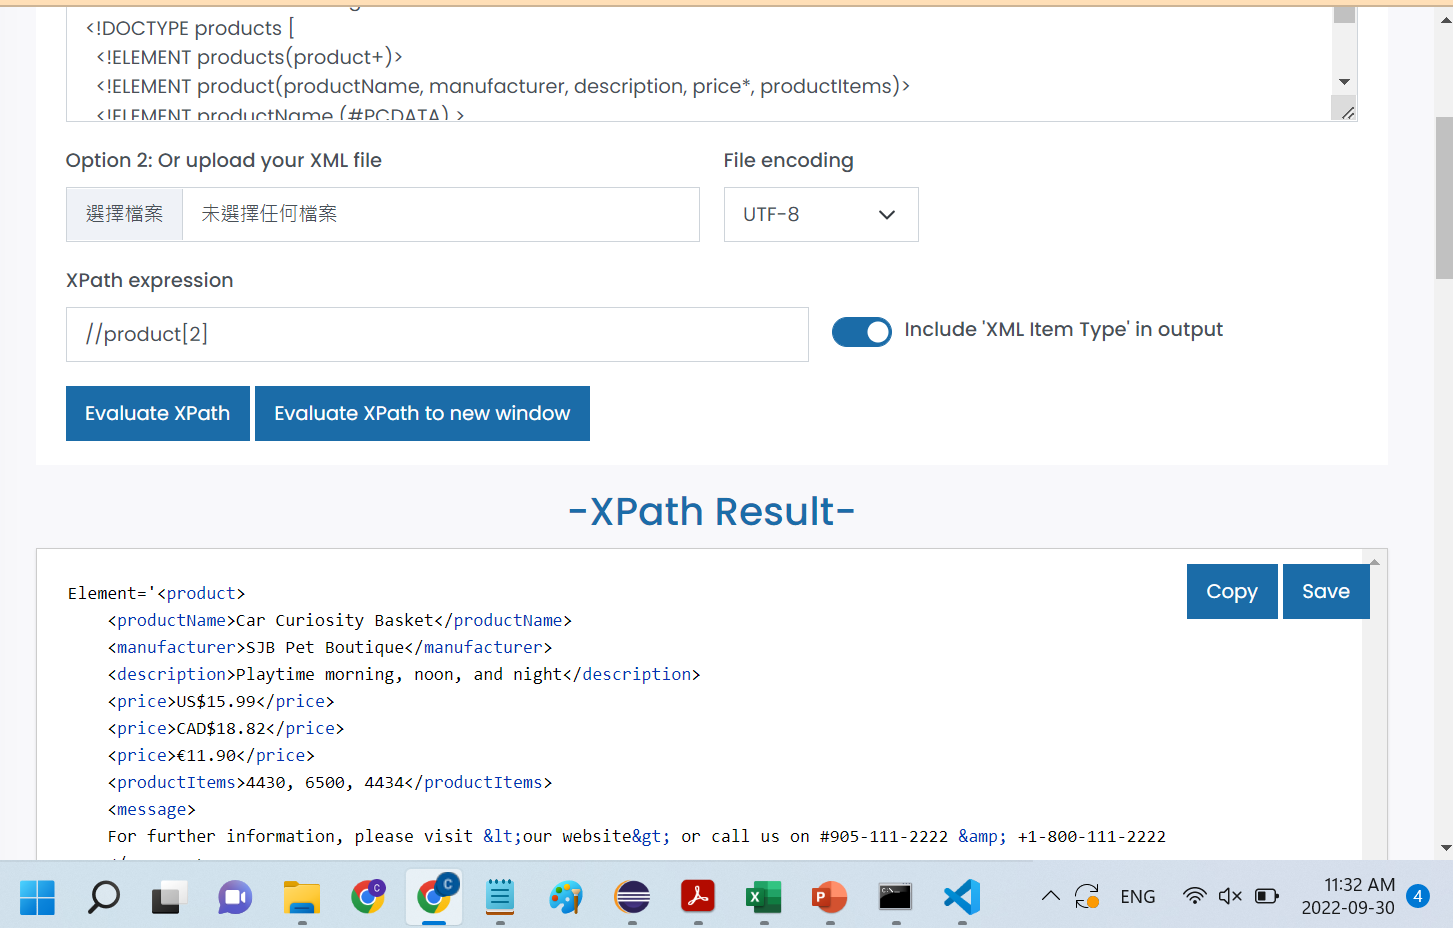 <!DOCTYPE products [
<!ELEMENT products(product+)>
<!ELEMENT product(productName, manufacturer, description, price*, productItems)>
<!ELEMENT productName (#PCDATA) >
Option 2: Or upload your XML file
File encoding
選擇檔案 未選擇任何檔案
UTF-8
XPath expression
//product[2]
Include 'XML Item Type' in output
Evaluate XPath
Evaluate XPath to new window
-XPath Result-
Copy
Save
Element='<product>
<productName>Car Curiosity Basket</productName>
<manufacturer>SJB Pet Boutique</manufacturer>
<description>Playtime morning, noon, and night</description>
<price>US$15.99</price>
<price>CAD$18.82</price>
<price>€11.90</price>
<productItems>4430, 6500, 4434</productItems>
<message>
For further information, please visit &lt;our website&gt; or call us on #905-111-2222 &amp; +1-800-111-2222
C
C
X
P
C:\
ENG
11:32 AM
2022-09-30
4